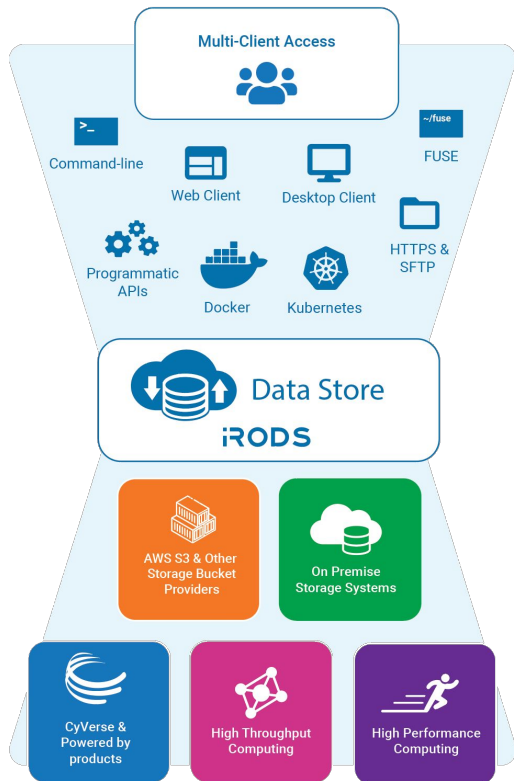 Multi-Client Access
>_
Command-line
Web Client
Desktop Client
~/fuse
FUSE
Programmatic
APIs
Docker
Kubernetes
HTTPS &
SFTP
Data Store
iRODS
AWS S3 & Other
Storage Bucket
Providers
On Premise
Storage Systems
CyVerse &
Powered by
products
High Throughput
Computing
High Performance
Computing